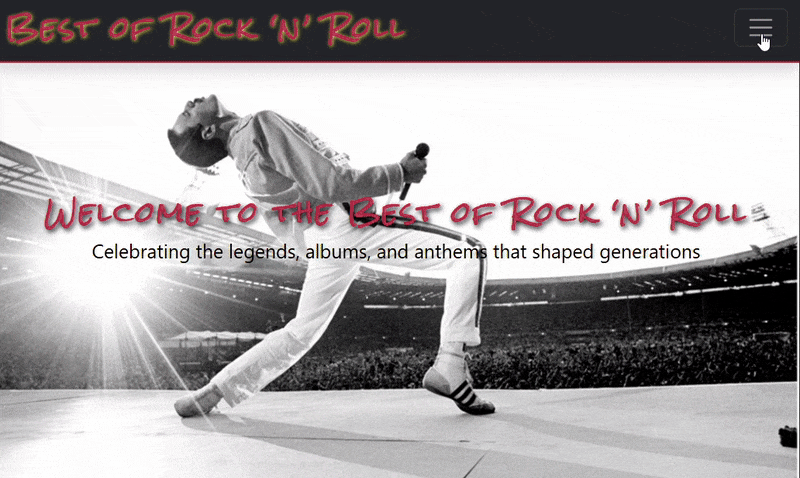 Best of Rock ‘n’ Roll
Welcome to the Best of Rock ‘n’ Roll
Celebrating the legends, albums, and anthems that shaped generations